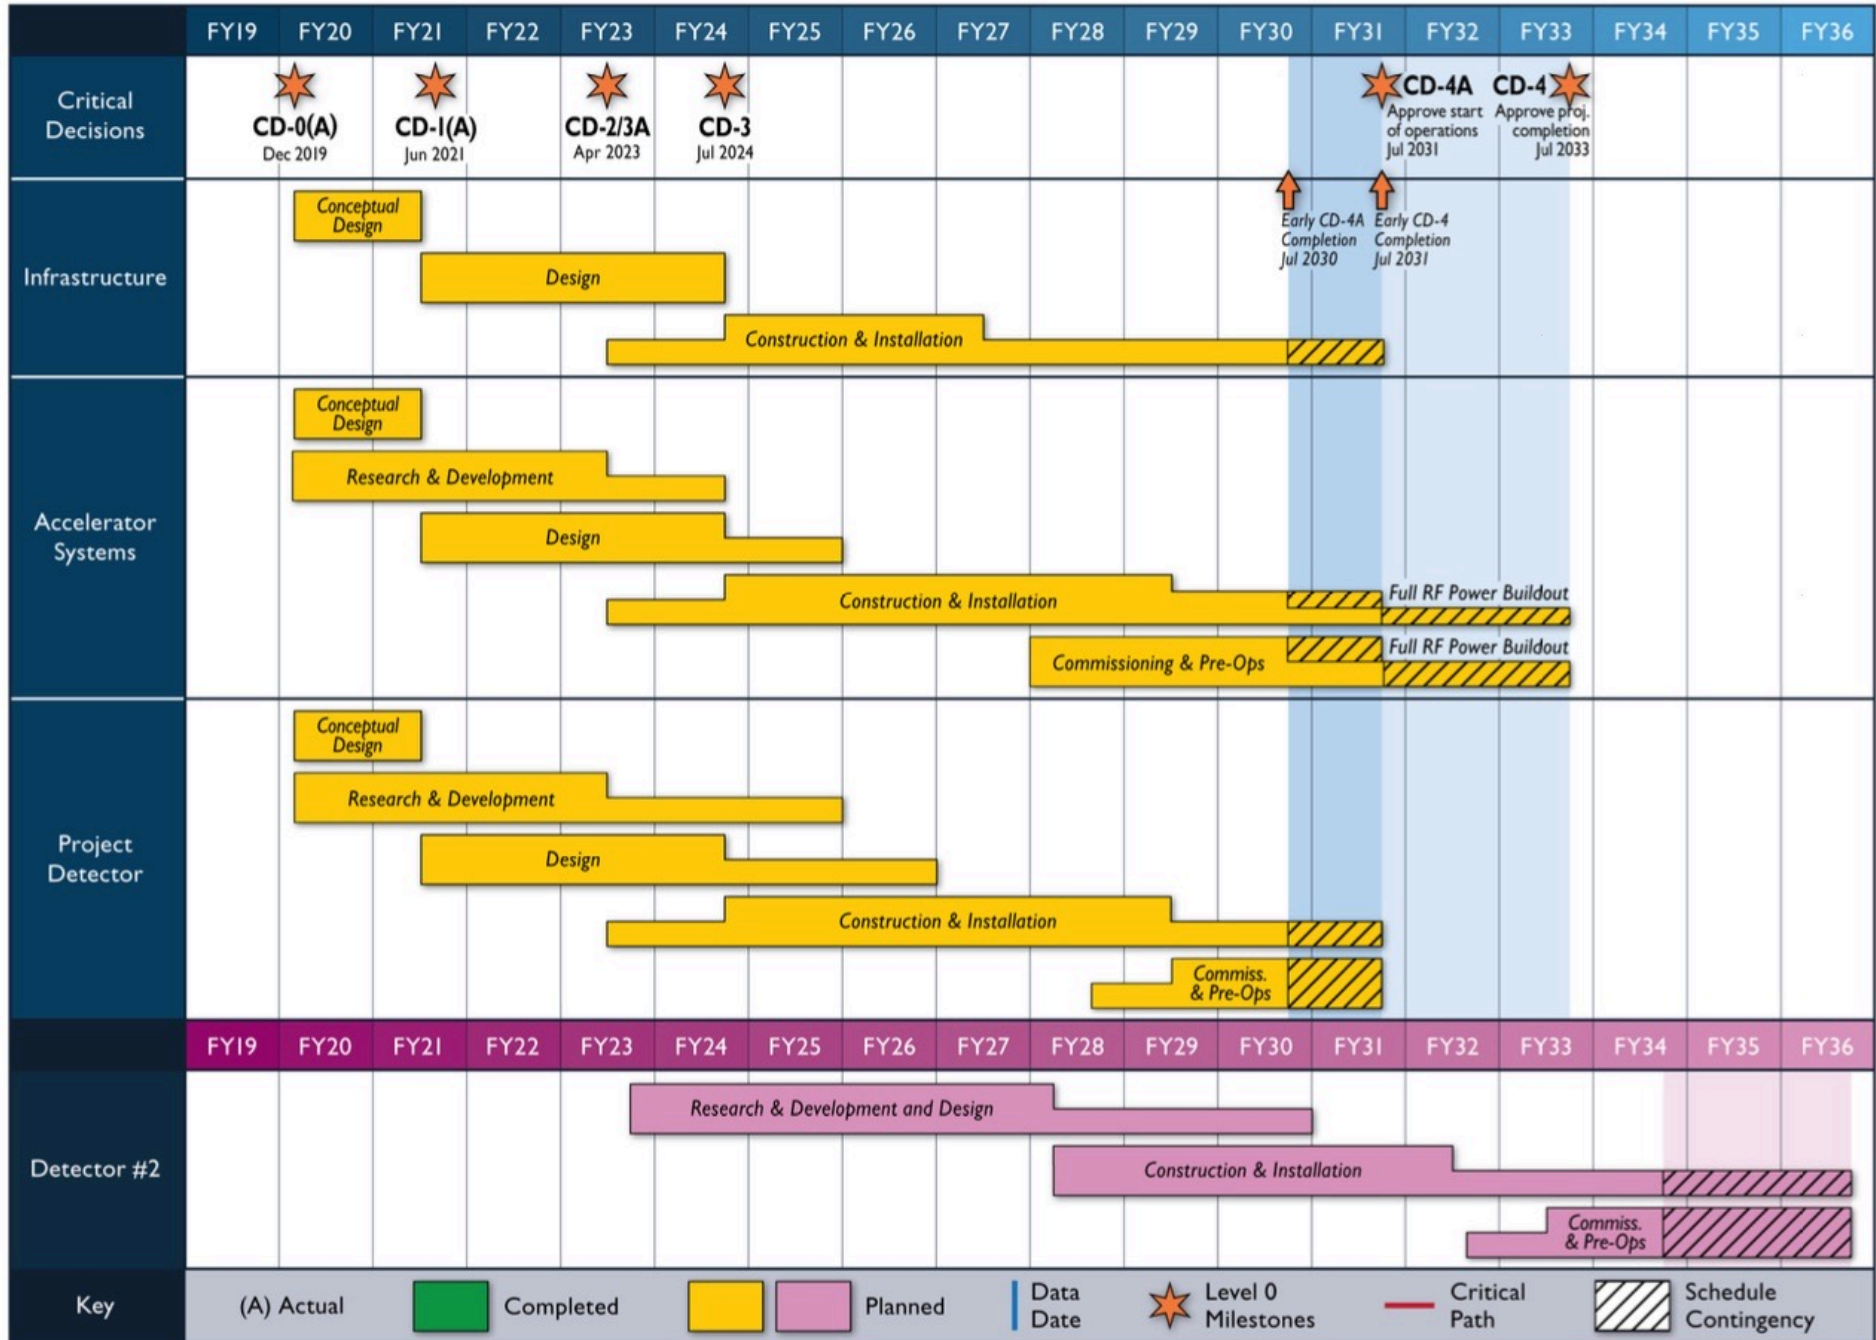 FY19 FY20 FY21 FY22 FY23 FY24 FY25 FY26 FY27 FY28 FY29 FY30 FY31 FY32 FY33 FY34 FY35 FY36
Critical
Decisions
CD-0(A)
Dec 2019
CD-1(A)
Jun 2021
CD-2/3A
Apr 2023
CD-3
Jul 2024
CD-4A
Approve start
of operations
Jul 2031
CD-4
Approve proj.
completion
Jul 2033
Infrastructure
Early CD-4A
Completion
Jul 2030
Early CD-4
Completion
Jul 2031
Conceptual
Design
Design
Construction & Installation
Accelerator
Systems
Conceptual
Design
Research & Development
Design
Construction & Installation
Full RF Power Buildout
Commissioning & Pre-Ops
Full RF Power Buildout
Project
Detector
Conceptual
Design
Research & Development
Design
Construction & Installation
Commiss.
& Pre-Ops
FY19 FY20 FY21 FY22 FY23 FY24 FY25 FY26 FY27 FY28 FY29 FY30 FY31 FY32 FY33 FY34 FY35 FY36
Detector #2
Research & Development and Design
Construction & Installation
Commiss.
& Pre-Ops
Key
(A) Actual
Completed
Planned
Data
Date
Level 0
Milestones
Critical
Path
Schedule
Contingency